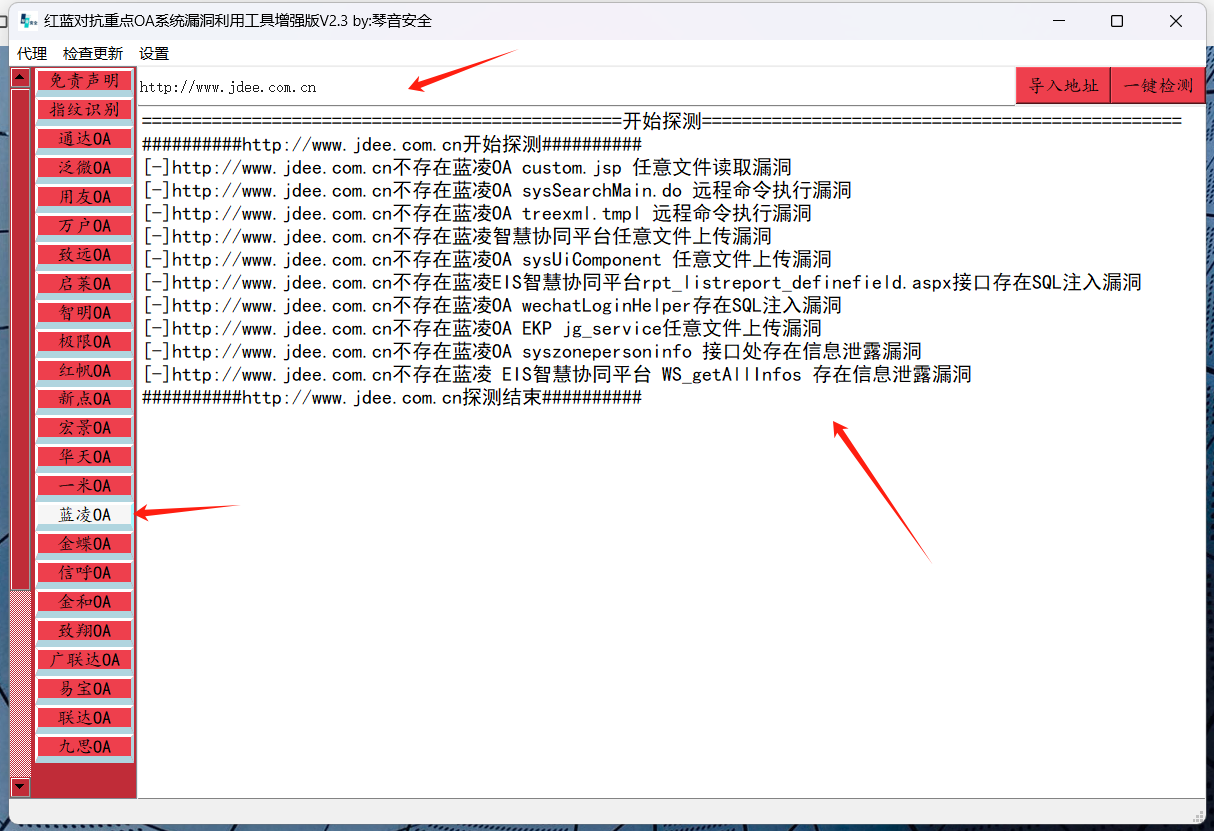 红蓝对抗重点OA系统漏洞利用工具增强版V2.3 by:琴音安全
代理 检查更新 设置
http://www.jdee.com.cn
导入地址 一键检测
免责声明
指纹识别
通达OA
泛微OA
用友OA
万户OA
致远OA
启莱OA
智明OA
极限OA
红帆OA
新点OA
宏景OA
华天OA
一米OA
蓝凌OA
金蝶OA
信呼OA
金和OA
致翔OA
广联达OA
易宝OA
联达OA
九思OA
================================================开始探测================================================
##########http://www.jdee.com.cn开始探测##########
[-]http://www.jdee.com.cn不存在蓝凌OA custom.jsp 任意文件读取漏洞
[-]http://www.jdee.com.cn不存在蓝凌OA sysSearchMain.do 远程命令执行漏洞
[-]http://www.jdee.com.cn不存在蓝凌OA treexml.tmpl 远程命令执行漏洞
[-]http://www.jdee.com.cn不存在蓝凌智慧协同平台任意文件上传漏洞
[-]http://www.jdee.com.cn不存在蓝凌OA sysUiComponent 任意文件上传漏洞
[-]http://www.jdee.com.cn不存在蓝凌EIS智慧协同平台rpt_listreport_definefield.aspx接口存在SQL注入漏洞
[-]http://www.jdee.com.cn不存在蓝凌OA wechatLoginHelper存在SQL注入漏洞
[-]http://www.jdee.com.cn不存在蓝凌OA EKP jg_service任意文件上传漏洞
[-]http://www.jdee.com.cn不存在蓝凌OA syszonepersoninfo 接口处存在信息泄露漏洞
[-]http://www.jdee.com.cn不存在蓝凌 EIS智慧协同平台 WS_getAllInfos 存在信息泄露漏洞
##########http://www.jdee.com.cn探测结束##########